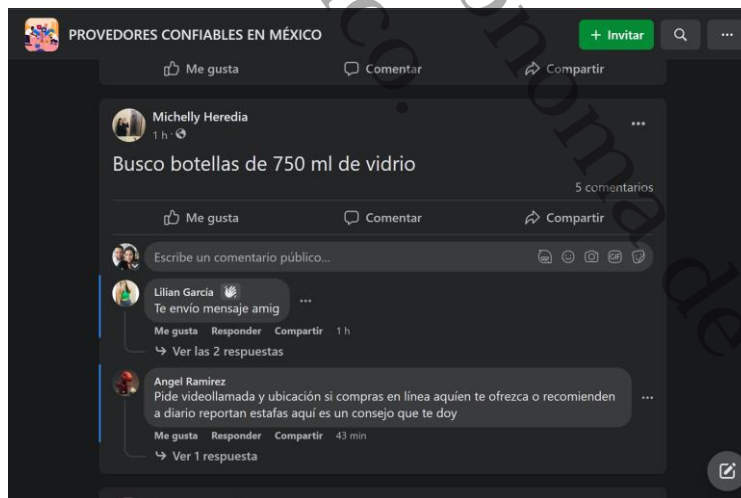 PROVEDORES CONFIABLES EN MÉXICO
+ Invitar
Me gusta
Comentar
Compartir
Michelly Heredia
1 h
Busco botellas de 750 ml de vidrio
5 comentarios
Me gusta
Comentar
Compartir
Escribe un comentario público...
GIF
Lilian García
Te envío mensaje amig
Me gusta Responder Compartir 1 h
Ver las 2 respuestas
Angel Ramirez
Pide videollamada y ubicación si compras en línea aquíen te ofrezca o recomienden
a diario reportan estafas aquí es un consejo que te doy
Me gusta Responder Compartir 43 min
Ver 1 respuesta